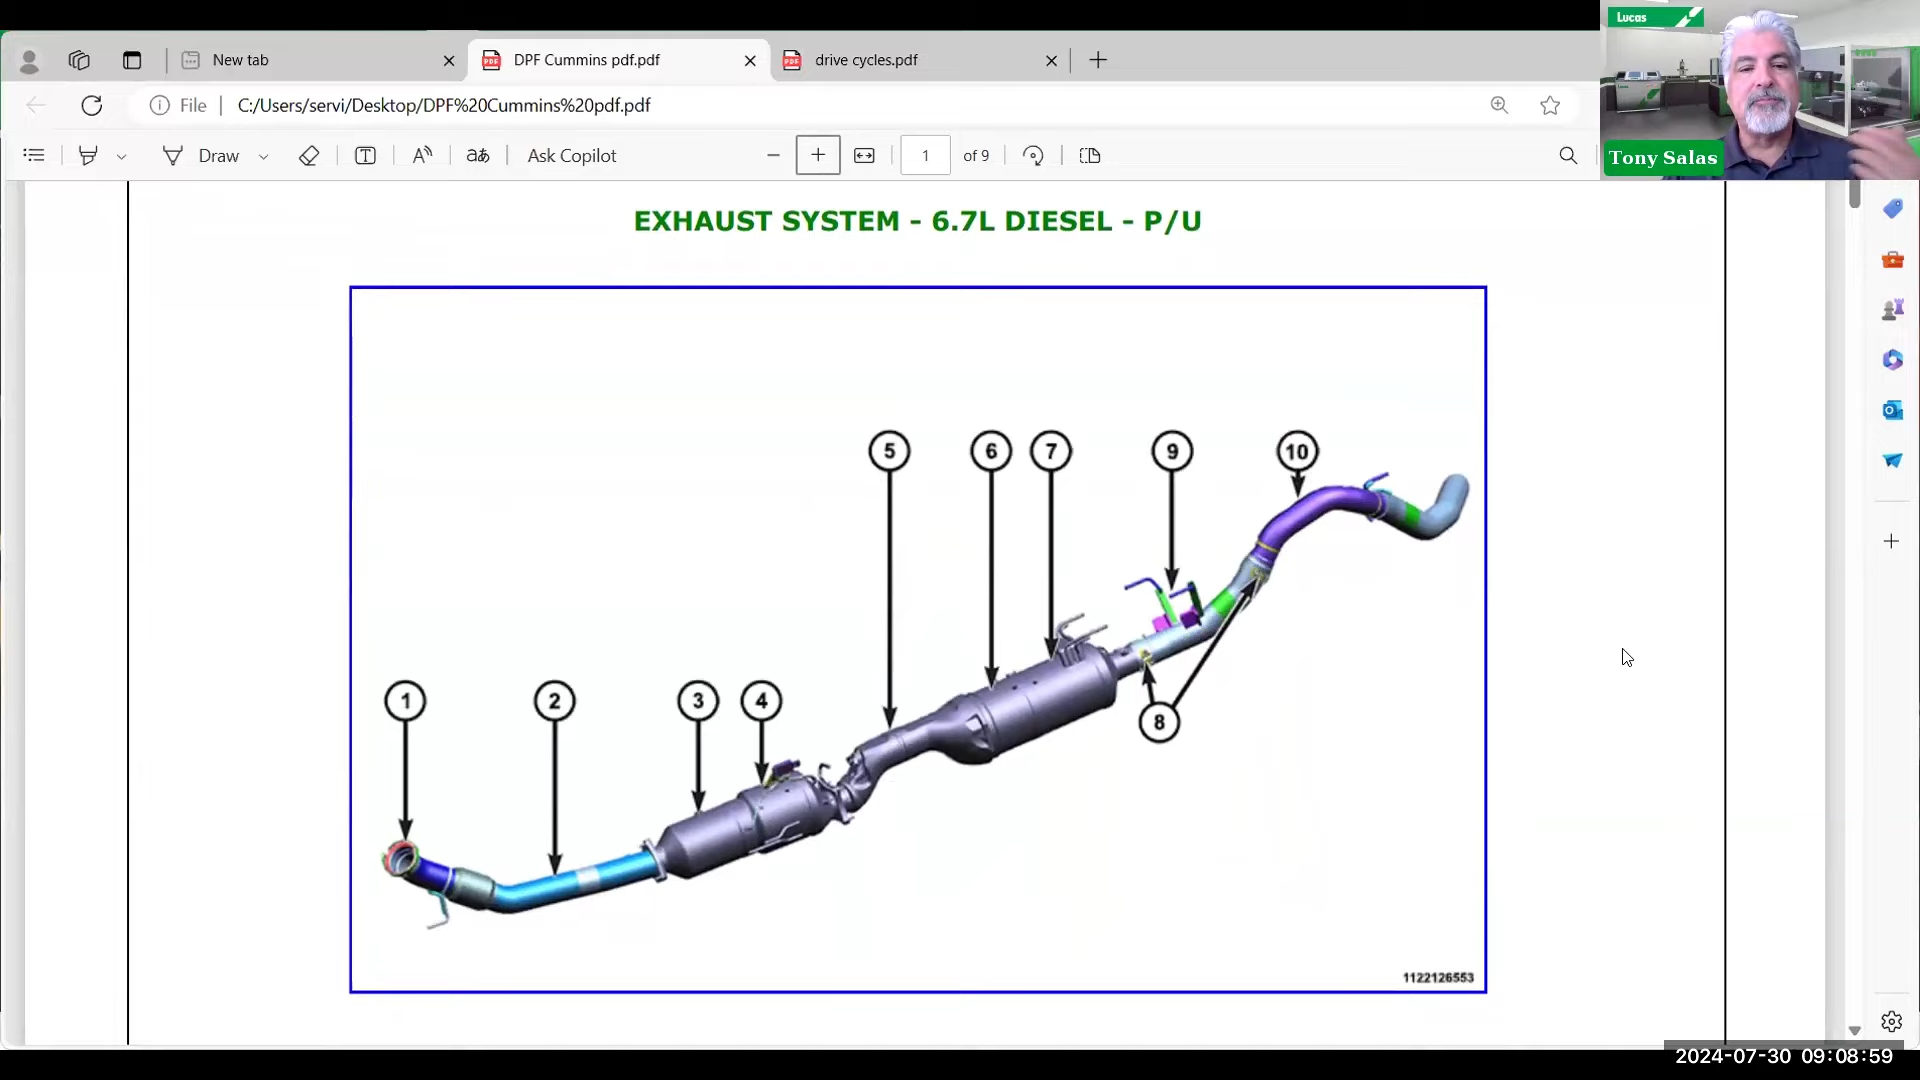 Lucas
New tab
DPF Cummins pdf.pdf
drive cycles.pdf
File
C:/Users/servi/Desktop/DPF%20Cummins%20pdf.pdf
Draw
Ask Copilot
1 of 9
Tony Salas
EXHAUST SYSTEM - 6.7L DIESEL - P/U
5 6 7 9 10
1 2 3 4
8
1122126553
2024-07-30 09:08:59